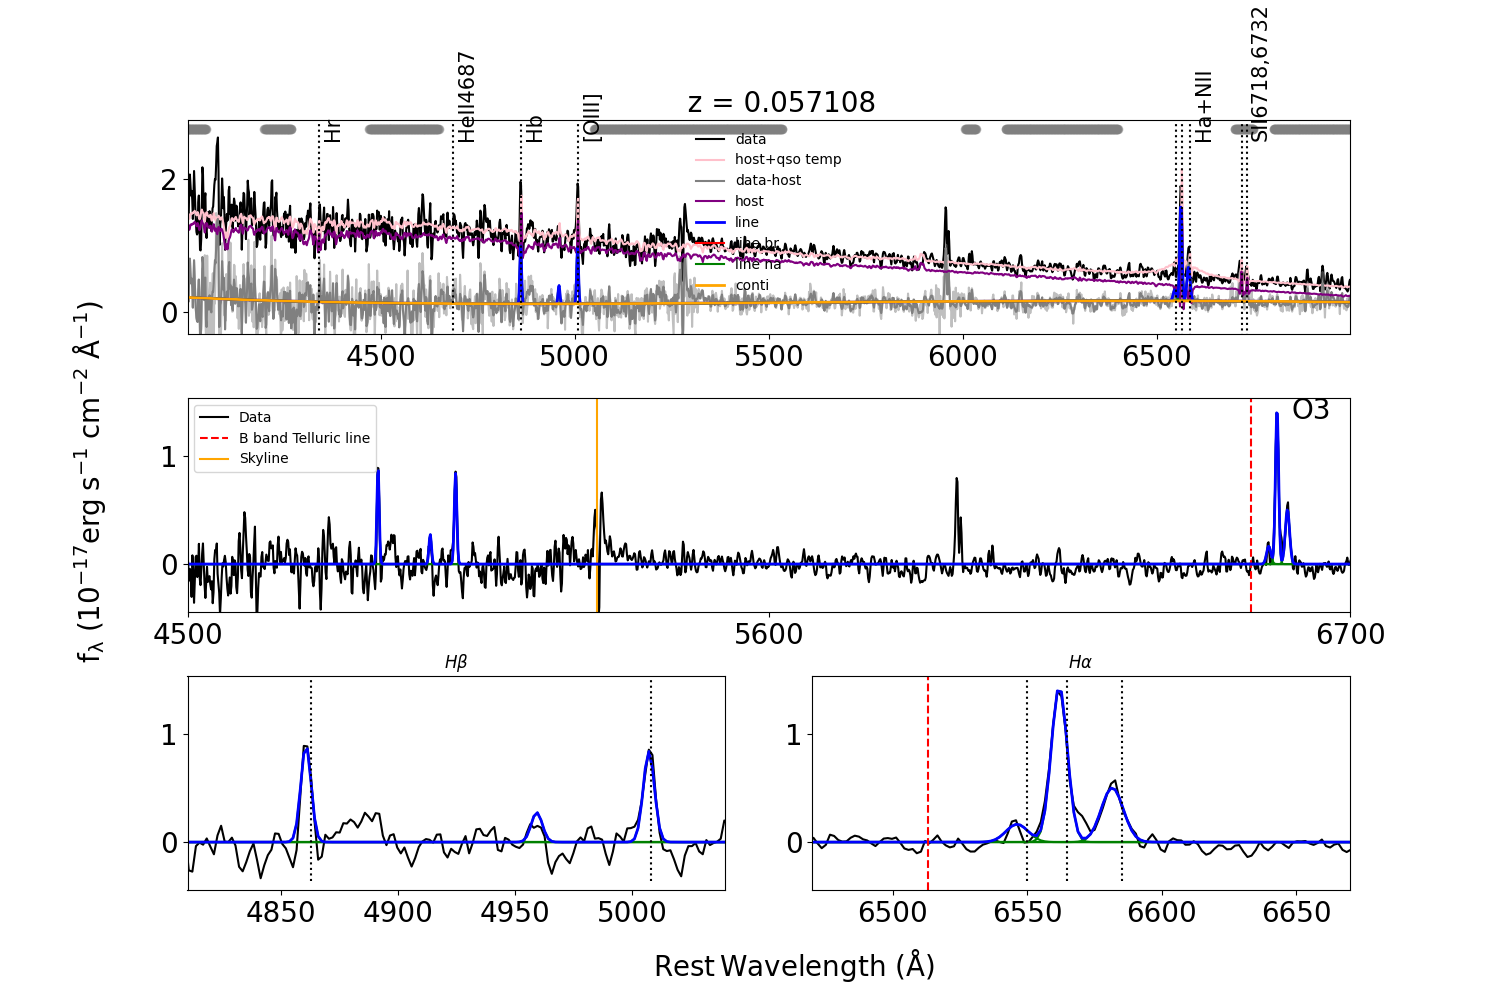 z = 0.057108
Hr
HeII4687
Hb
[OIII]
Ha+NII
SII6718,6732
data
host+qso temp
data-host
host
line
line br
line na
conti
2
0
4500
5000
5500
6000
6500
fλ (10⁻¹⁷erg s⁻¹ cm⁻² Å⁻¹)
Data
B band Telluric line
Skyline
O3
1
0
4500
5600
6700
Hβ
1
0
4850
4900
4950
5000
Hα
1
0
6500
6550
6600
6650
Rest Wavelength (Å)